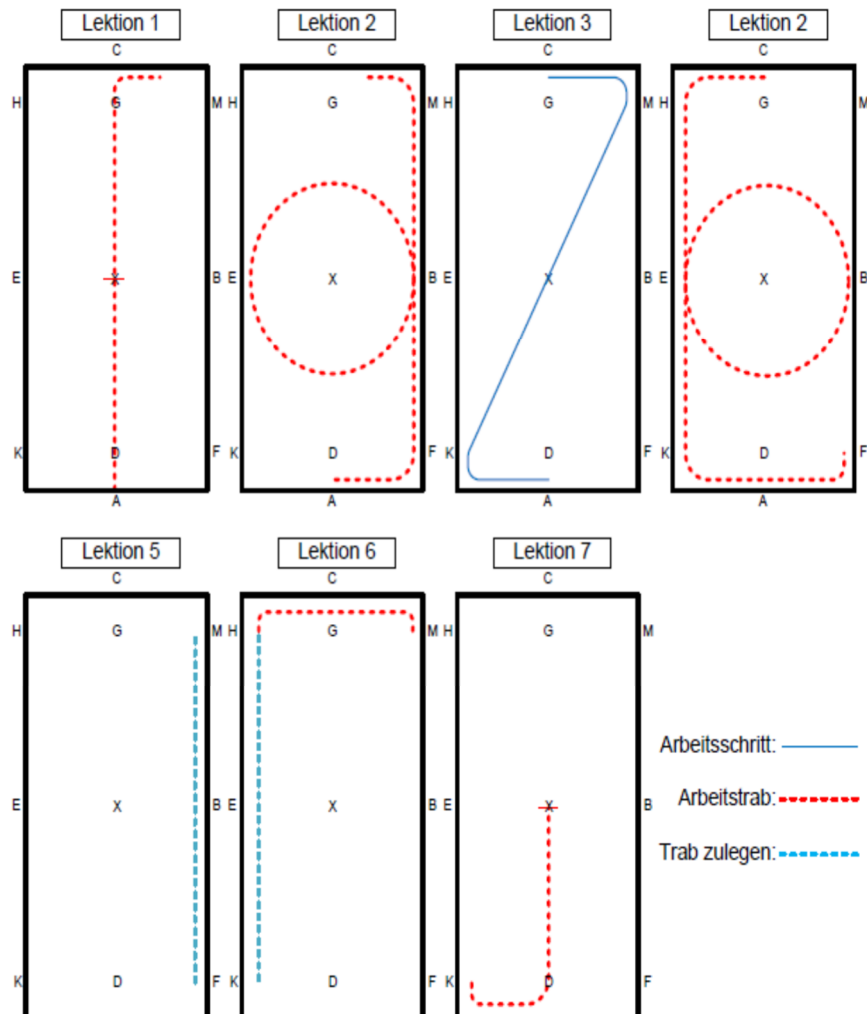 Lektion 1 Lektion 2 Lektion 3 Lektion 2
C C C C
H G M H G M H G M H G M
E X B E X B E X B E X B
K D F K D F K D F K D F
A A A A
Lektion 5 Lektion 6 Lektion 7
C C C
H G M H G M H G M
Arbeitsschritt:
Arbeitstrab:
E X B E X B E X B
Trab zulegen:
K D F K D F K D F